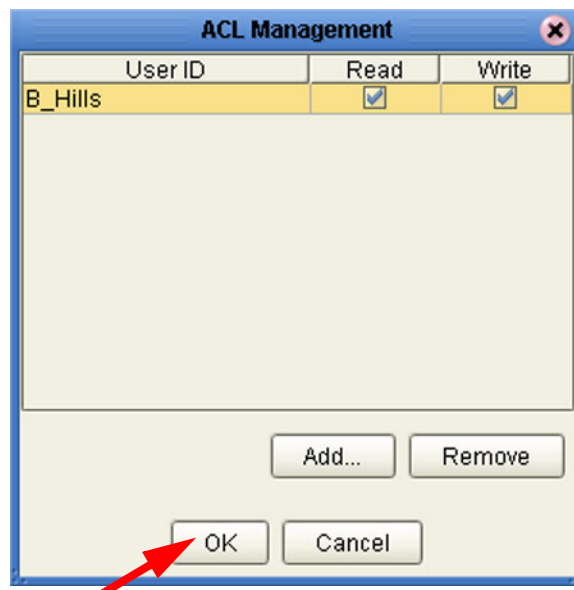 ACL Management
User ID Read Write
B_Hills
Add... Remove
OK Cancel